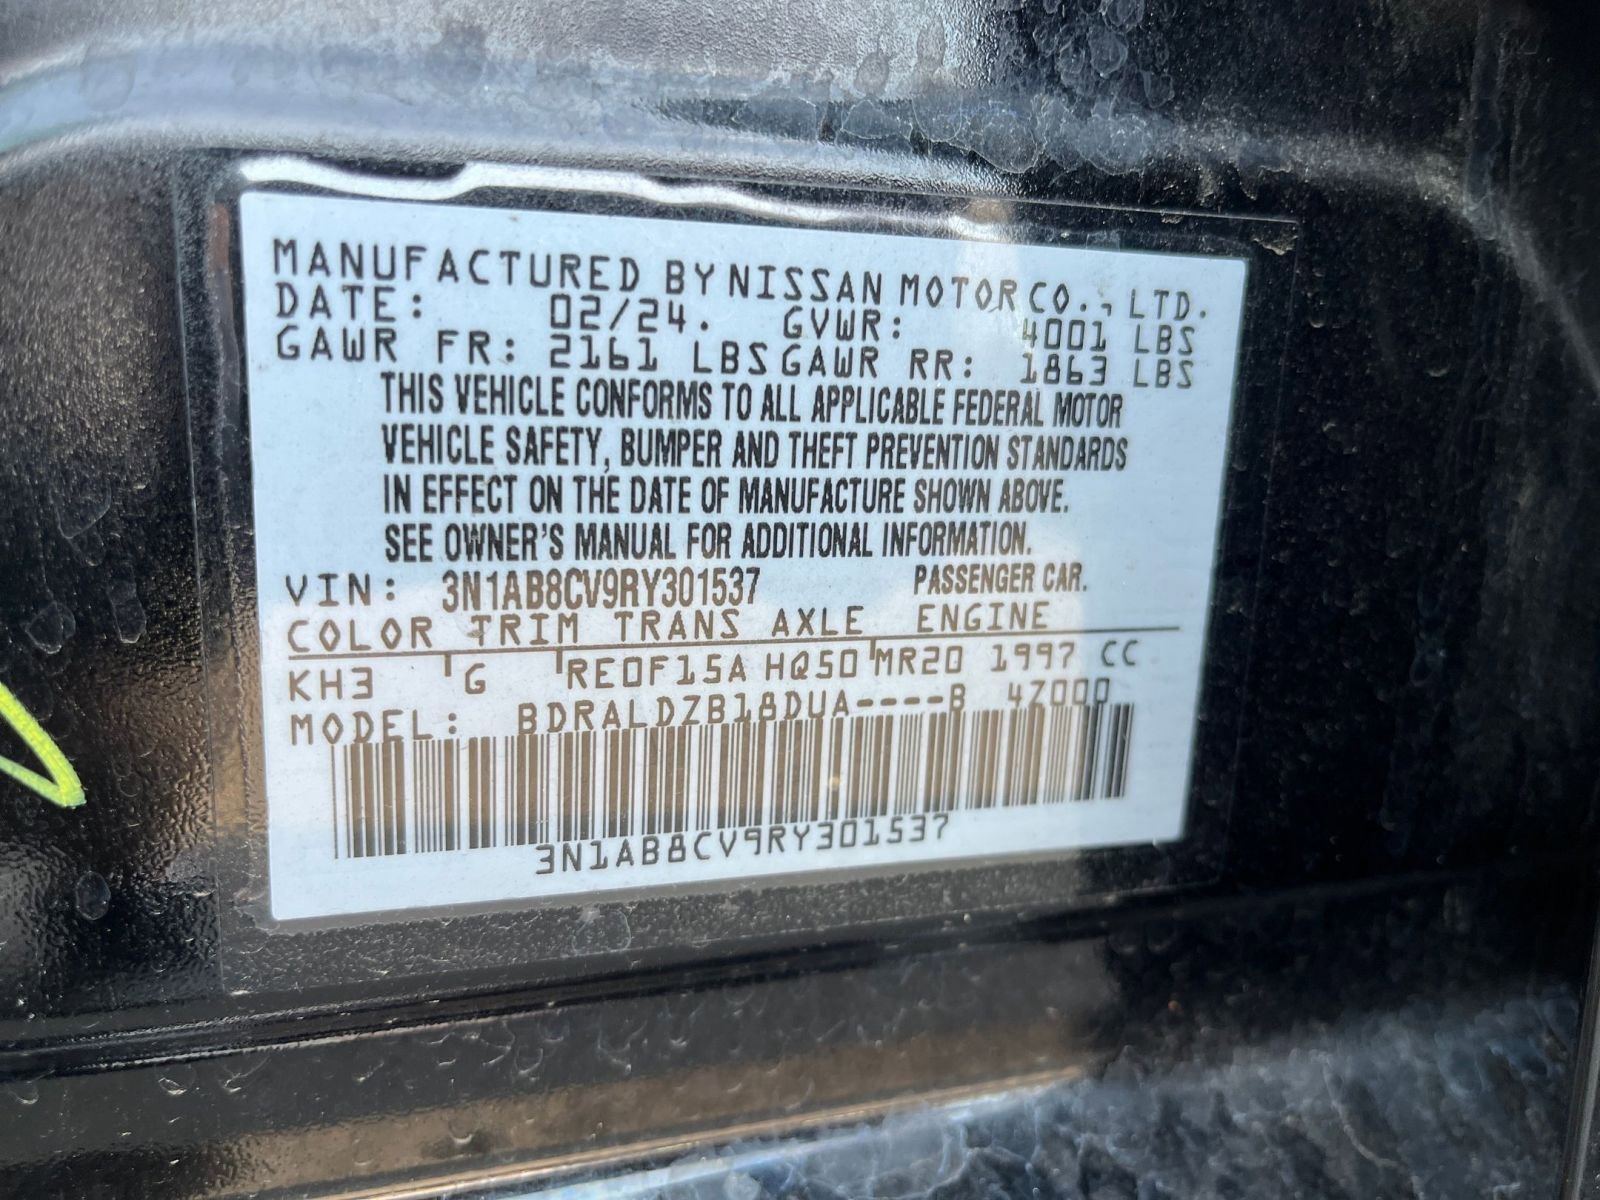 MANUFACTURED BY NISSAN MOTOR CO., LTD.
DATE: 02/24. GVWR: 4001 LBS
GAWR FR: 2161 LBS GAWR RR: 1863 LBS
THIS VEHICLE CONFORMS TO ALL APPLICABLE FEDERAL MOTOR
VEHICLE SAFETY, BUMPER AND THEFT PREVENTION STANDARDS
IN EFFECT ON THE DATE OF MANUFACTURE SHOWN ABOVE.
SEE OWNER'S MANUAL FOR ADDITIONAL INFORMATION.
VIN: 3N1AB8CV9RY301537 PASSENGER CAR.
COLOR TRIM TRANS AXLE ENGINE
KH3 G RE0F15A HQ50 MR20 1997 CC
MODEL: BDRALDZB18DUA----B 4Z000
3N1AB8CV9RY301537